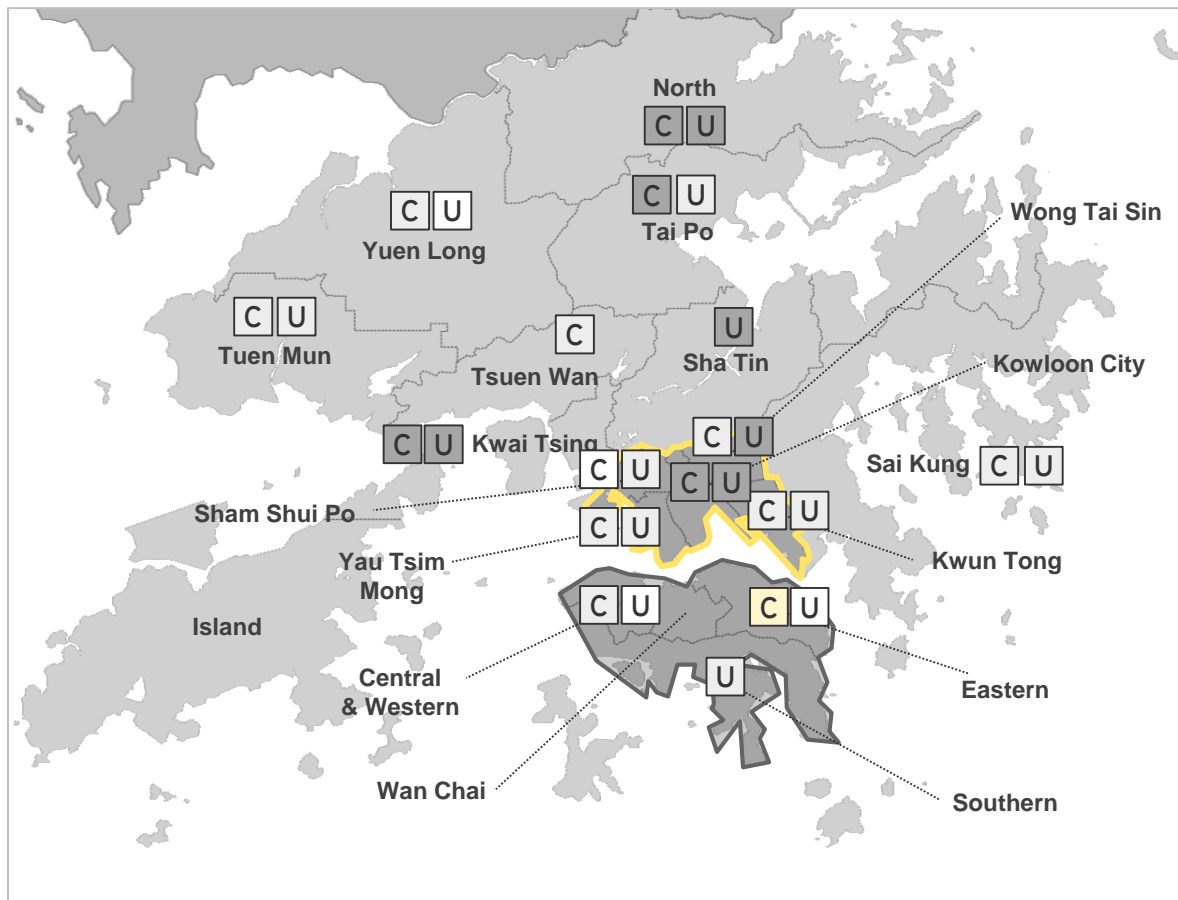 North
C U
C U
Tai Po
Wong Tai Sin
C U
Yuen Long
C U
Tuen Mun
C
Tsuen Wan
U
Sha Tin
Kowloon City
C U
Kwai Tsing
C U
C U
C U
Sai Kung
C U
Sham Shui Po
C U
C U
Yau Tsim
Mong
Kwun Tong
Island
C U
C U
Central
& Western
U
Eastern
Wan Chai
Southern